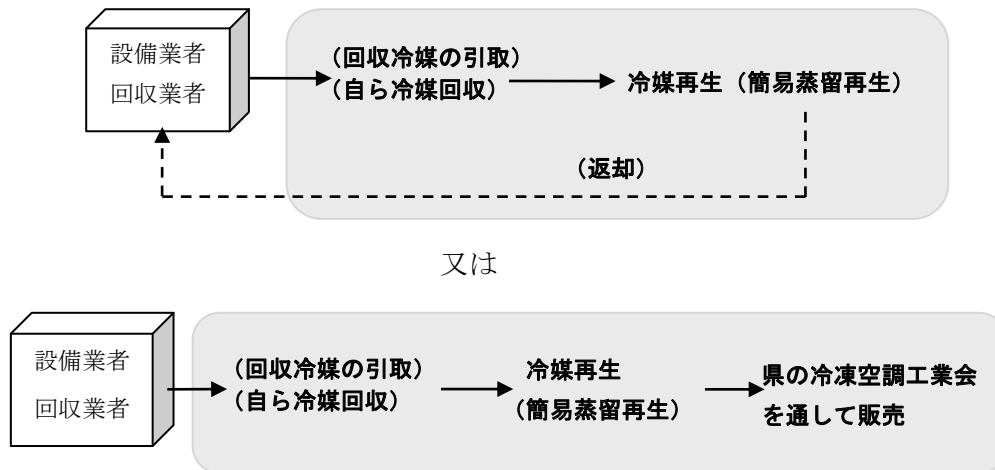 設備業者
回収業者
（回収冷媒の引取）
（自ら冷媒回収）
冷媒再生（簡易蒸留再生）
（返却）
又は
設備業者
回収業者
（回収冷媒の引取）
（自ら冷媒回収）
冷媒再生
（簡易蒸留再生）
県の冷凍空調工業会
を通して販売